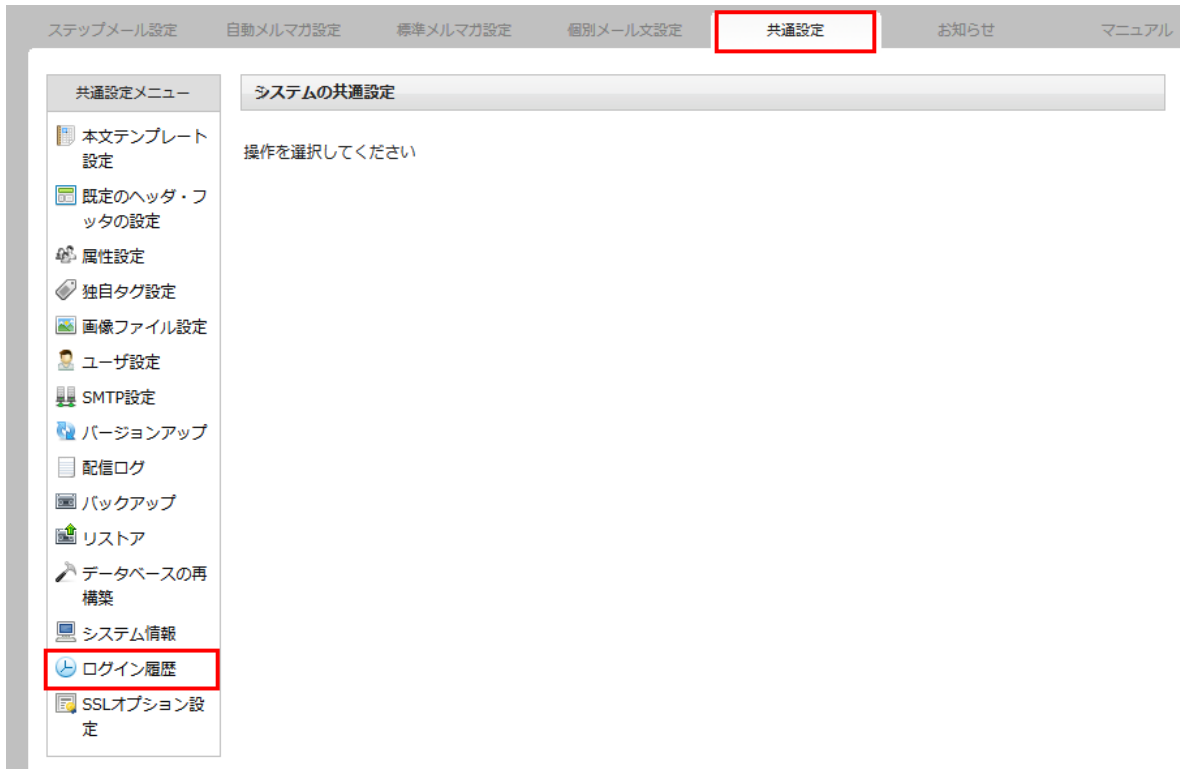 ステップメール設定 自動メルマガ設定 標準メルマガ設定 個別メール文設定 共通設定 お知らせ マニュアル
共通設定メニュー
本文テンプレート
設定
既定のヘッダ・フ
ッタの設定
属性設定
独自タグ設定
画像ファイル設定
ユーザ設定
SMTP設定
バージョンアップ
配信ログ
バックアップ
リストア
データベースの再
構築
システム情報
ログイン履歴
SSLオプション設
定
システムの共通設定
操作を選択してください